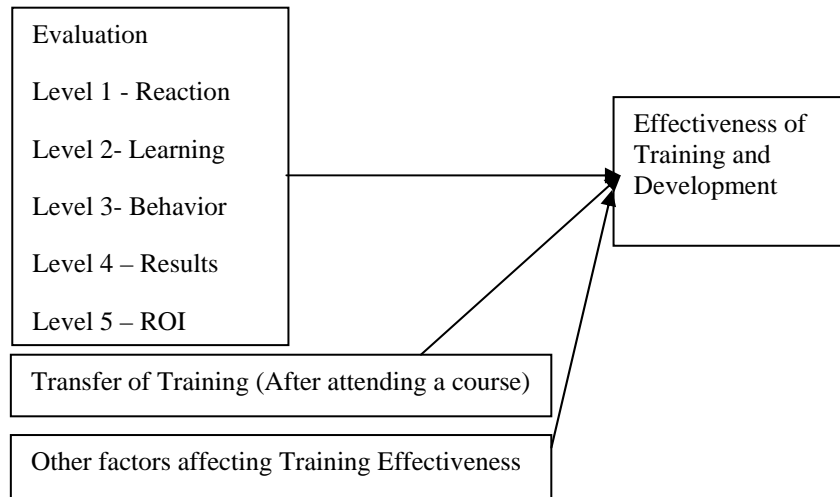 Evaluation
Level 1 - Reaction
Level 2- Learning
Level 3- Behavior
Level 4 – Results
Level 5 – ROI
Effectiveness of
Training and
Development
Transfer of Training (After attending a course)
Other factors affecting Training Effectiveness